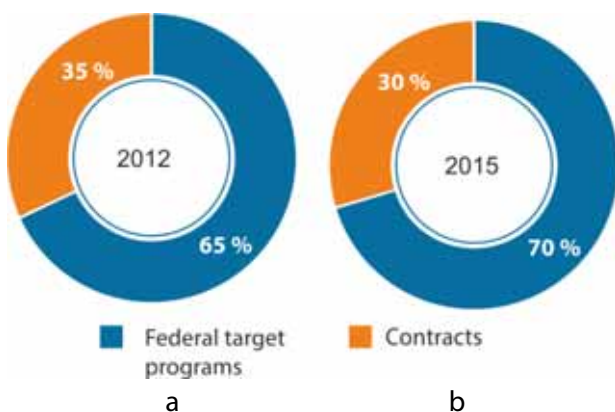 35 %
2012
65 %
30 %
2015
70 %
Federal target
programs
Contracts
a
b